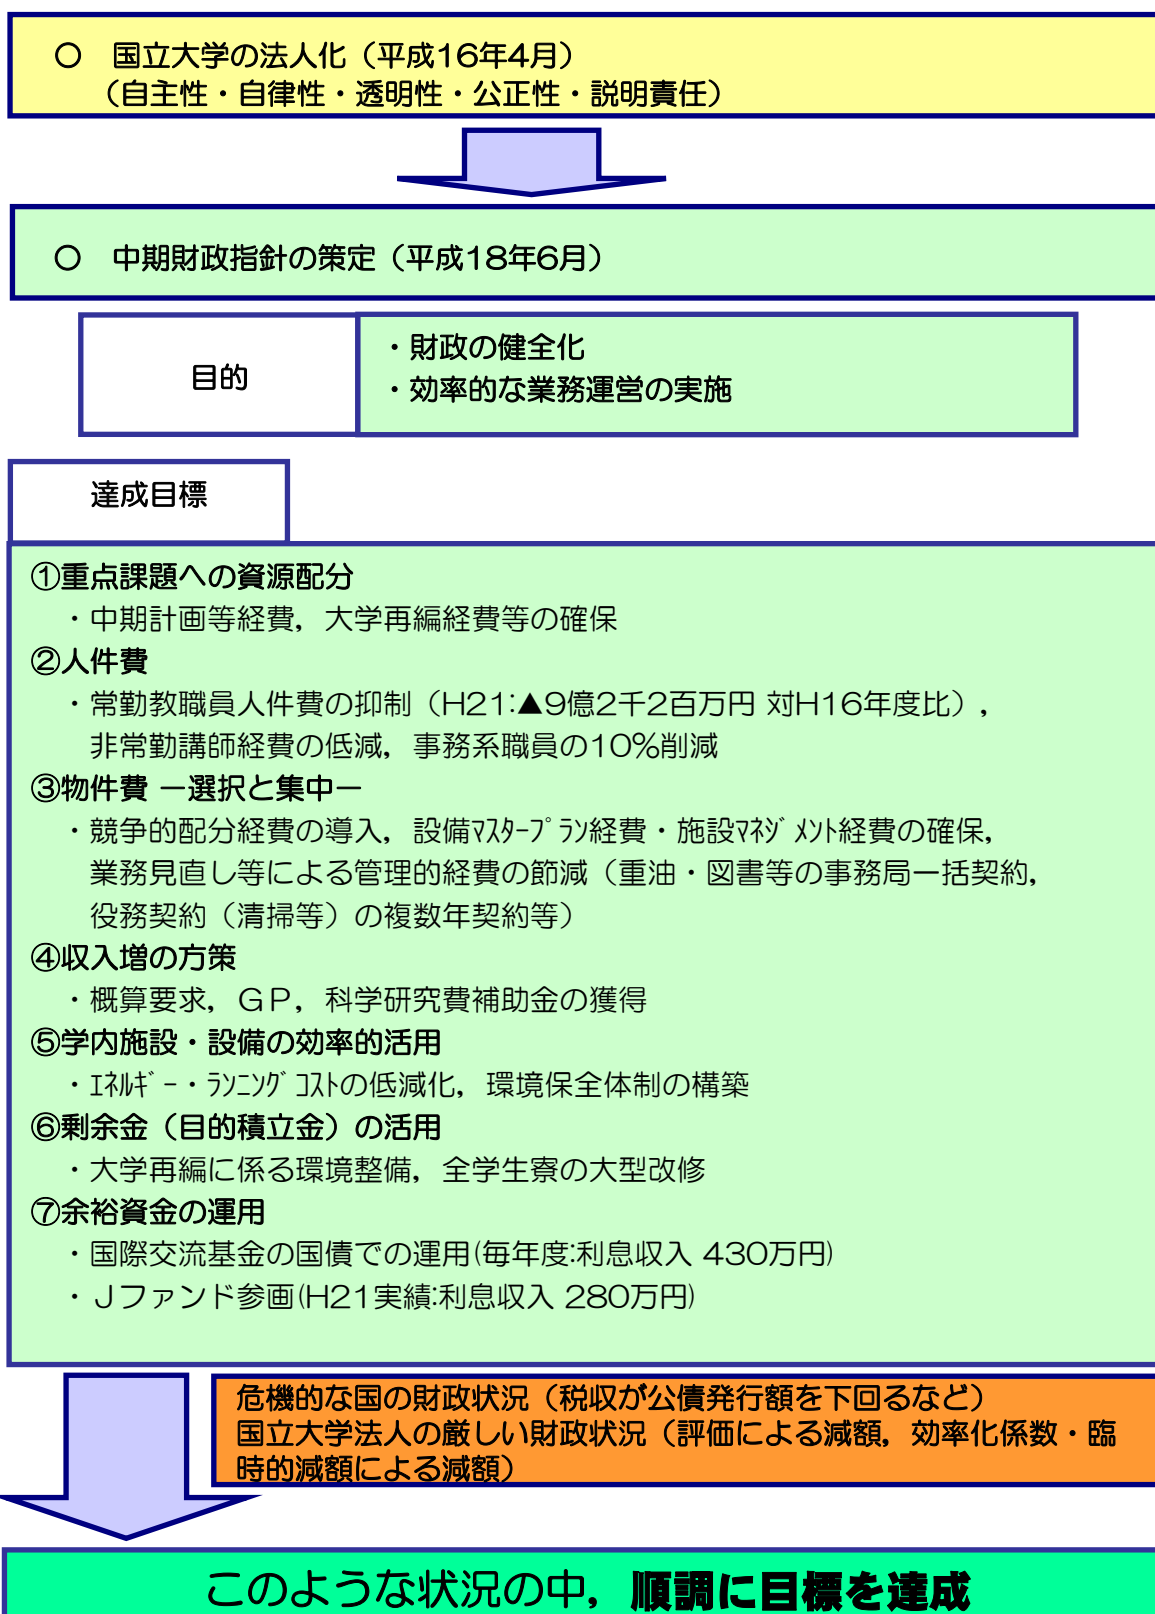 ○　国立大学の法人化（平成16年4月）
（自主性・自律性・透明性・公正性・説明責任）
○　中期財政指針の策定（平成18年6月）
目的
・財政の健全化
・効率的な業務運営の実施
達成目標
①重点課題への資源配分
・中期計画等経費，大学再編経費等の確保
②人件費
・常勤教職員人件費の抑制（H21:▲9億2千2百万円 対H16年度比），
非常勤講師経費の低減，事務系職員の10%削減
③物件費 －選択と集中－
・競争的配分経費の導入，設備ﾏｽﾀｰﾌﾟﾗﾝ経費・施設ﾏﾈｼﾞﾒﾝﾄ経費の確保，
業務見直し等による管理的経費の節減（重油・図書等の事務局一括契約，
役務契約（清掃等）の複数年契約等）
④収入増の方策
・概算要求，ＧＰ，科学研究費補助金の獲得
⑤学内施設・設備の効率的活用
・ｴﾈﾙｷﾞｰ・ﾗﾝﾆﾝｸﾞｺｽﾄの低減化，環境保全体制の構築
⑥剰余金（目的積立金）の活用
・大学再編に係る環境整備，全学生寮の大型改修
⑦余裕資金の運用
・国際交流基金の国債での運用(毎年度:利息収入 430万円)
・Ｊファンド参画(H21実績:利息収入 280万円)
危機的な国の財政状況（税収が公債発行額を下回るなど）
国立大学法人の厳しい財政状況（評価による減額，効率化係数・臨
時的減額による減額）
このような状況の中，順調に目標を達成